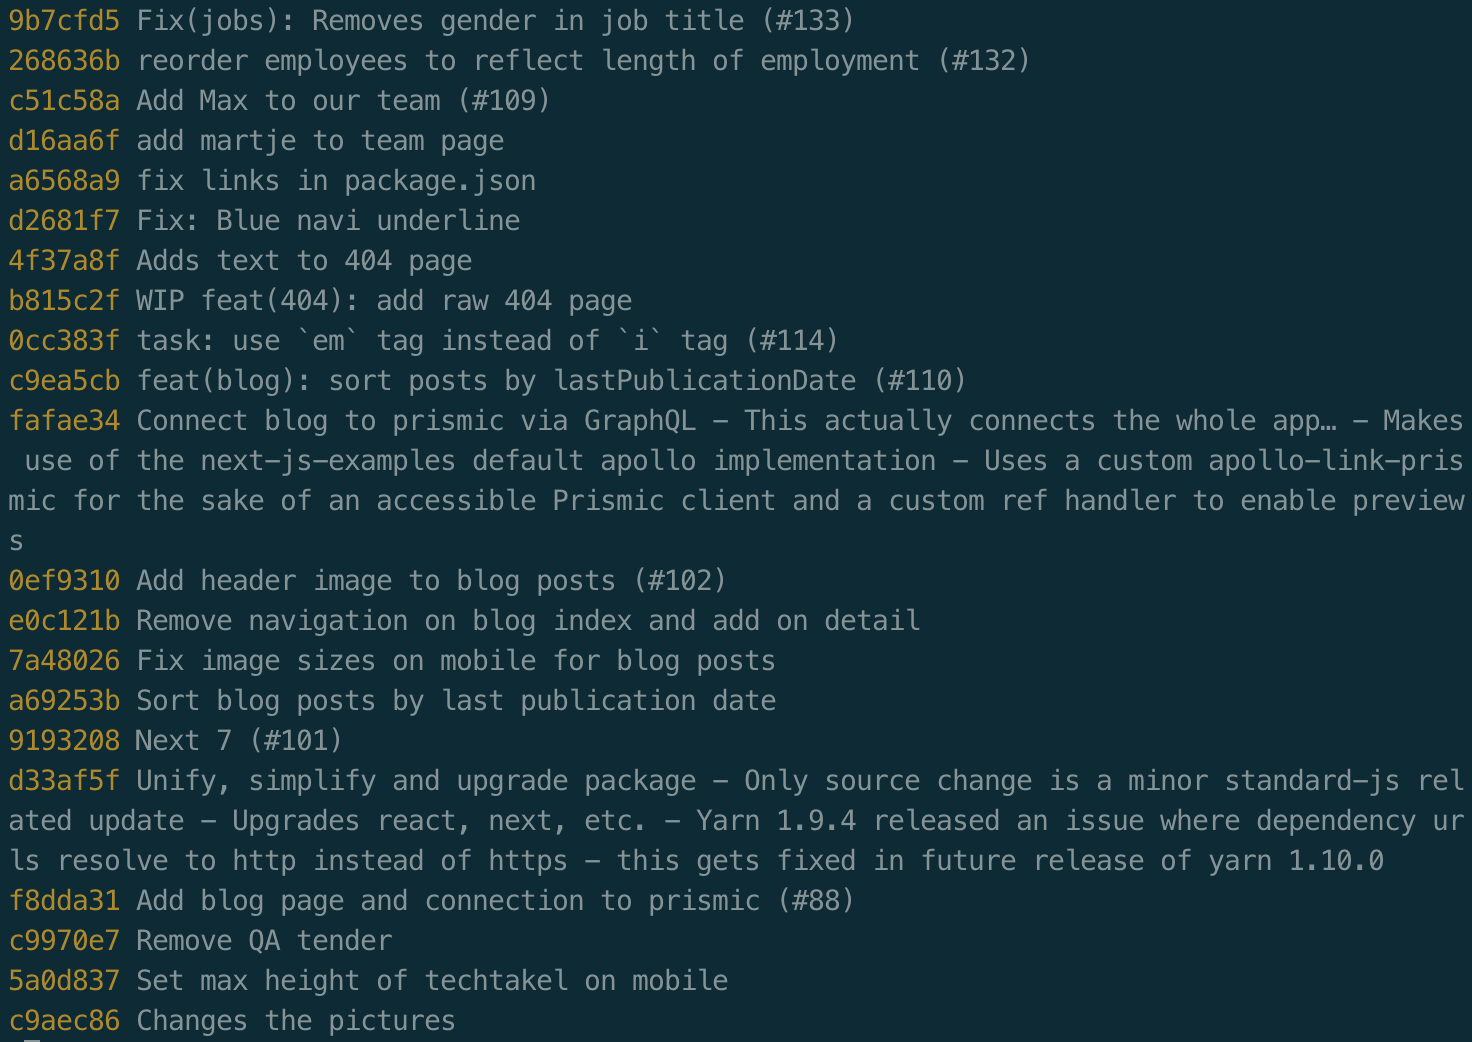 9b7cfd5 Fix(jobs): Removes gender in job title (#133)
268636b reorder employees to reflect length of employment (#132)
c51c58a Add Max to our team (#109)
d16aa6f add martje to team page
a6568a9 fix links in package.json
d2681f7 Fix: Blue navi underline
4f37a8f Adds text to 404 page
b815c2f WIP feat(404): add raw 404 page
0cc383f task: use `em` tag instead of `i` tag (#114)
c9ea5cb feat(blog): sort posts by lastPublicationDate (#110)
fafae34 Connect blog to prismic via GraphQL - This actually connects the whole app… - Makes
 use of the next-js-examples default apollo implementation - Uses a custom apollo-link-pris
mic for the sake of an accessible Prismic client and a custom ref handler to enable preview
s
0ef9310 Add header image to blog posts (#102)
e0c121b Remove navigation on blog index and add on detail
7a48026 Fix image sizes on mobile for blog posts
a69253b Sort blog posts by last publication date
9193208 Next 7 (#101)
d33af5f Unify, simplify and upgrade package - Only source change is a minor standard-js rel
ated update - Upgrades react, next, etc. - Yarn 1.9.4 released an issue where dependency ur
ls resolve to http instead of https - this gets fixed in future release of yarn 1.10.0
f8dda31 Add blog page and connection to prismic (#88)
c9970e7 Remove QA tender
5a0d837 Set max height of techtakel on mobile
c9aec86 Changes the pictures